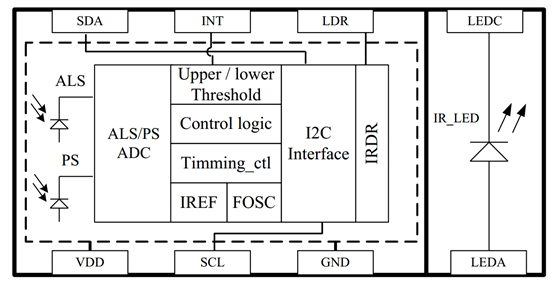 SDA INT LDR LEDC
ALS
Upper / lower
Threshold
Control logic
ALS/PS
ADC
I2C
Interface
IRDR
IR_LED
PS
Timming_ctl
IREF FOSC
VDD SCL GND LEDA